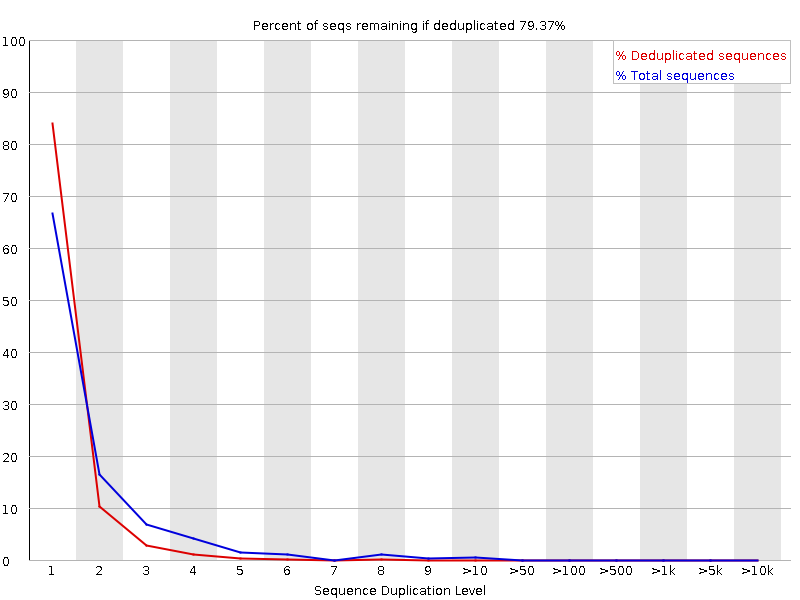 Percent of seqs remaining if deduplicated 79.37%
% Deduplicated sequences
% Total sequences
100
90
80
70
60
50
40
30
20
10
0
1 2 3 4 5 6 7 8 9 >10 >50 >100 >500 >1k >5k >10k
Sequence Duplication Level